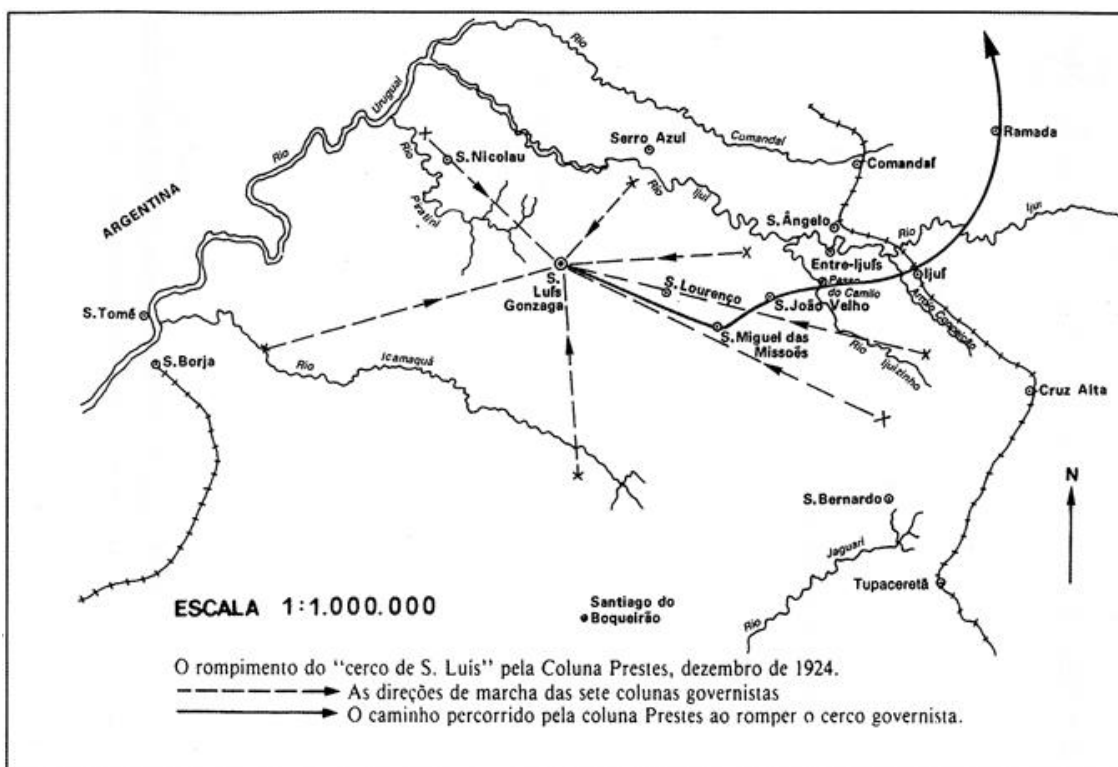 Rio
Uruguai
Rio
ARGENTINA
Rio
Piratini
S. Nicolau
Serro Azul
Comandaí
Comandaí
Ramada
Rio
Ijuí
S. Ângelo
Rio
Ijuí
Entre-Ijuís
Passo
do Camilo
Ijuí
S.
Luís
Gonzaga
S. Lourenço
S. João Velho
Arroio Conceição
S. Miguel das
Missoēs
Rio
Ijuizinho
S. Tomé
S. Borja
Rio
Icamaquã
Cruz Alta
N
S. Bernardo
Jaguari
Rio
Tupaceretã
ESCALA 1:1.000.000
Santiago do
Boqueirão
O rompimento do “cerco de S. Luís” pela Coluna Prestes, dezembro de 1924.
As direções de marcha das sete colunas governistas
O caminho percorrido pela coluna Prestes ao romper o cerco governista.